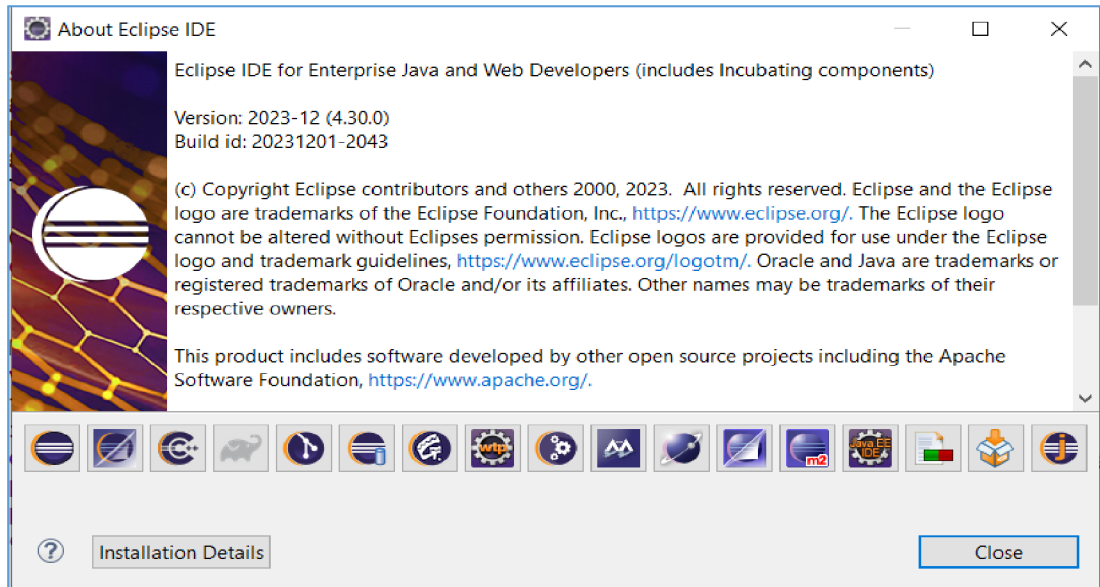 About Eclipse IDE
Eclipse IDE for Enterprise Java and Web Developers (includes Incubating components)
Version: 2023-12 (4.30.0)
Build id: 20231201-2043
(c) Copyright Eclipse contributors and others 2000, 2023.  All rights reserved. Eclipse and the Eclipse
logo are trademarks of the Eclipse Foundation, Inc., https://www.eclipse.org/. The Eclipse logo
cannot be altered without Eclipses permission. Eclipse logos are provided for use under the Eclipse
logo and trademark guidelines, https://www.eclipse.org/logotm/. Oracle and Java are trademarks or
registered trademarks of Oracle and/or its affiliates. Other names may be trademarks of their
respective owners.
This product includes software developed by other open source projects including the Apache
Software Foundation, https://www.apache.org/.
wtp m2 Java EE IDE j
? Installation Details Close